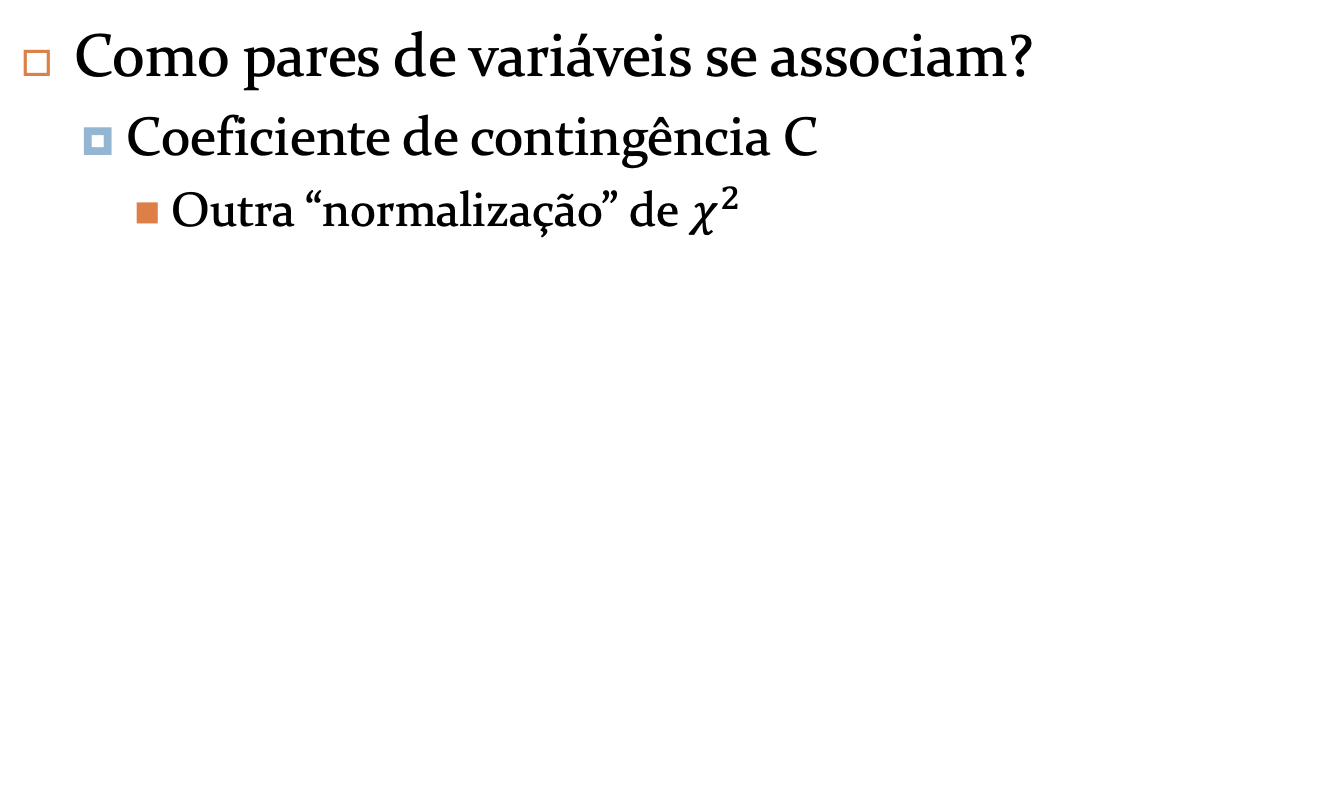 Como pares de variáveis se associam?
Coeficiente de contingência C
Outra “normalização” de χ²